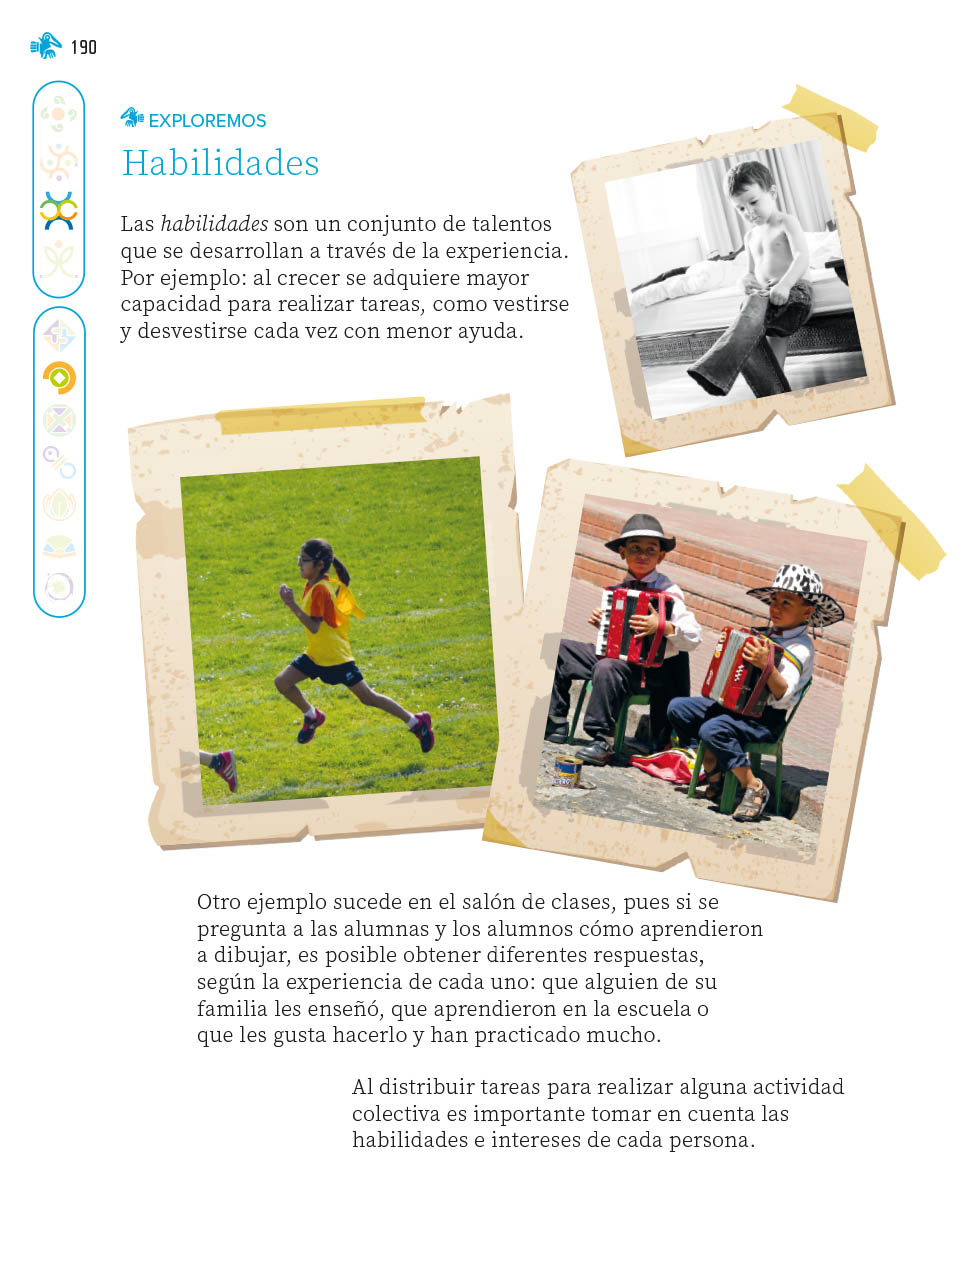 190
EXPLOREMOS
Habilidades
Las habilidades son un conjunto de talentos
que se desarrollan a través de la experiencia.
Por ejemplo: al crecer se adquiere mayor
capacidad para realizar tareas, como vestirse
y desvestirse cada vez con menor ayuda.
Otro ejemplo sucede en el salón de clases, pues si se
pregunta a las alumnas y los alumnos cómo aprendieron
a dibujar, es posible obtener diferentes respuestas,
según la experiencia de cada uno: que alguien de su
familia les enseñó, que aprendieron en la escuela o
que les gusta hacerlo y han practicado mucho.
Al distribuir tareas para realizar alguna actividad
colectiva es importante tomar en cuenta las
habilidades e intereses de cada persona.